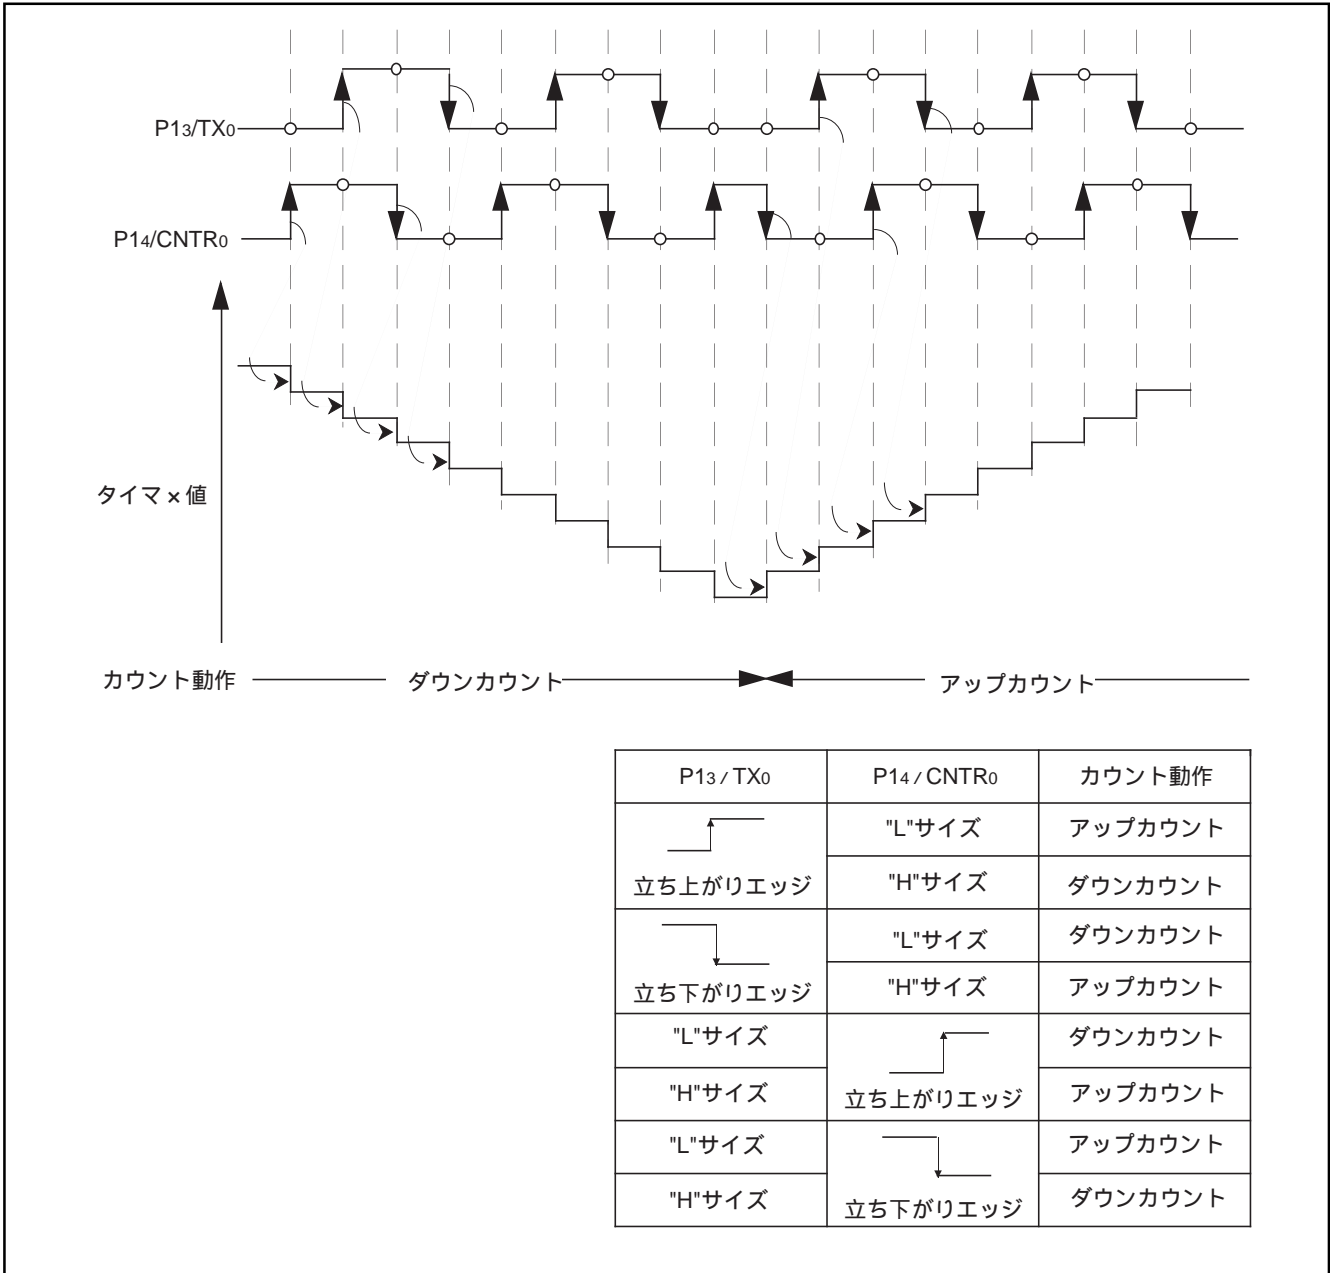 P13/TX0
P14/CNTR0
タイマ×値
カウント動作 ダウンカウント アップカウント
P13/TX0 P14/CNTR0 カウント動作
立ち上がりエッジ "L"サイズ アップカウント
"H"サイズ ダウンカウント
立ち下がりエッジ "L"サイズ ダウンカウント
"H"サイズ アップカウント
"L"サイズ 立ち上がりエッジ ダウンカウント
"H"サイズ アップカウント
"L"サイズ 立ち下がりエッジ アップカウント
"H"サイズ ダウンカウント